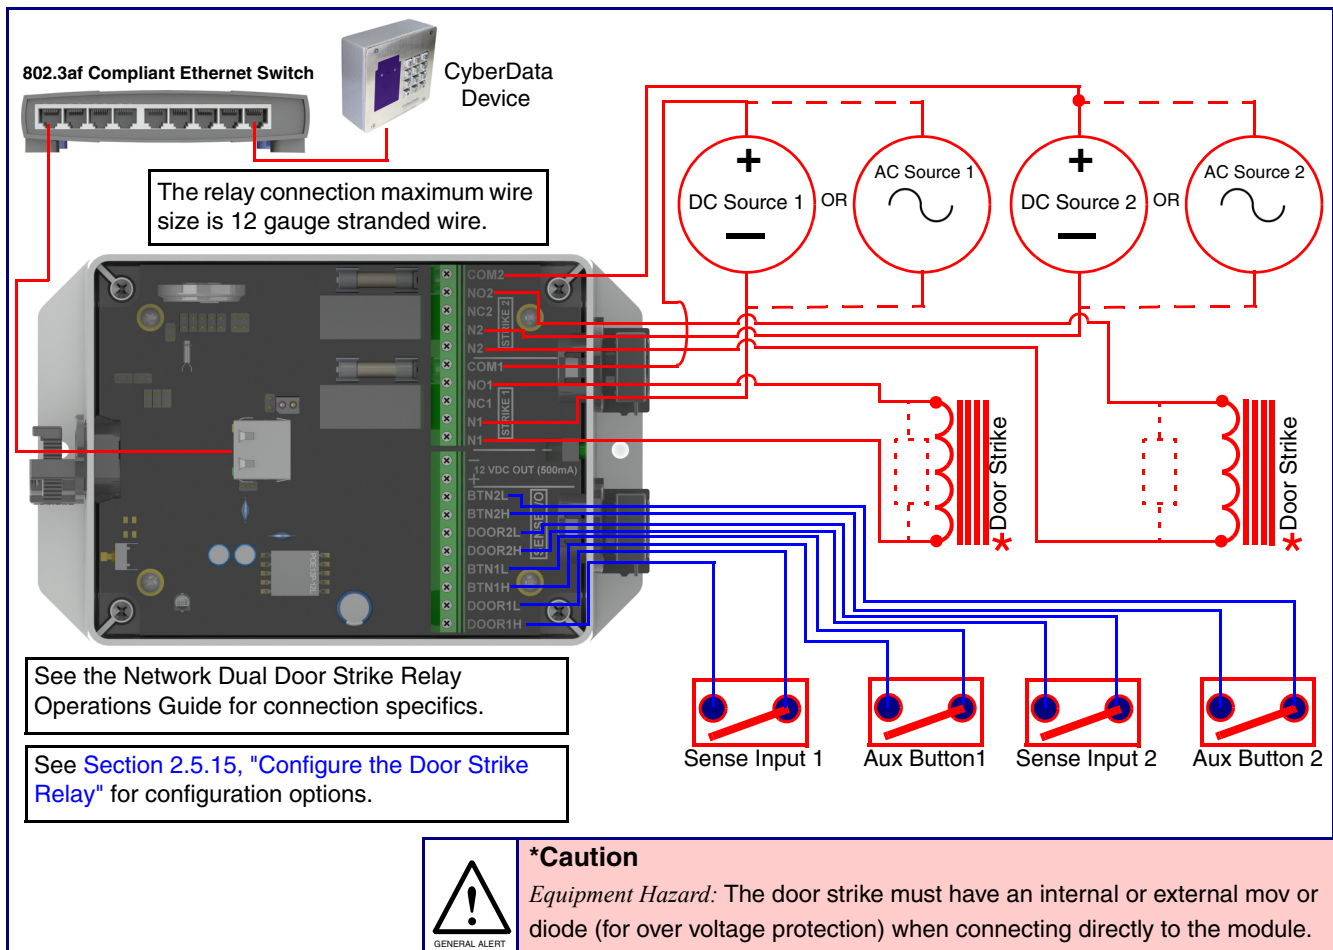 802.3af Compliant Ethernet Switch
CyberData
Device
The relay connection maximum wire
size is 12 gauge stranded wire.
+
DC Source 1
—
OR
AC Source 1
+
DC Source 2
—
OR
AC Source 2
COM2
NO2
NC2
N2
N2
STRIKE 2
COM1
NO1
NC1
N1
N1
STRIKE 1
−
12 VDC OUT (500mA)
+
BTN2L
BTN2H
DOOR2L
DOOR2H
BTN1L
BTN1H
DOOR1L
DOOR1H
SENSE I/O
POE13P-12L
*Door Strike
*Door Strike
Sense Input 1
Aux Button1
Sense Input 2
Aux Button 2
See the Network Dual Door Strike Relay
Operations Guide for connection specifics.
See Section 2.5.15, "Configure the Door Strike
Relay" for configuration options.
GENERAL ALERT
*Caution
Equipment Hazard: The door strike must have an internal or external mov or
diode (for over voltage protection) when connecting directly to the module.